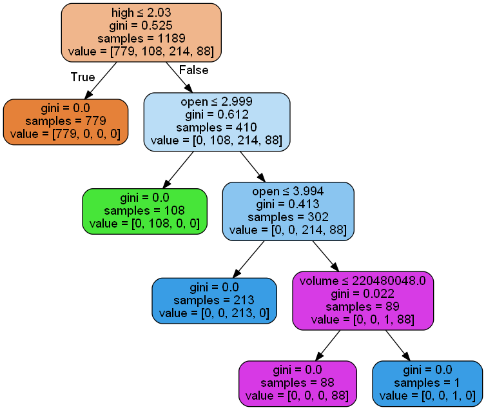 high ≤ 2.03
gini = 0.525
samples = 1189
value = [779, 108, 214, 88]
True
False
gini = 0.0
samples = 779
value = [779, 0, 0, 0]
open ≤ 2.999
gini = 0.612
samples = 410
value = [0, 108, 214, 88]
gini = 0.0
samples = 108
value = [0, 108, 0, 0]
open ≤ 3.994
gini = 0.413
samples = 302
value = [0, 0, 214, 88]
gini = 0.0
samples = 213
value = [0, 0, 213, 0]
volume ≤ 220480048.0
gini = 0.022
samples = 89
value = [0, 0, 1, 88]
gini = 0.0
samples = 88
value = [0, 0, 0, 88]
gini = 0.0
samples = 1
value = [0, 0, 1, 0]